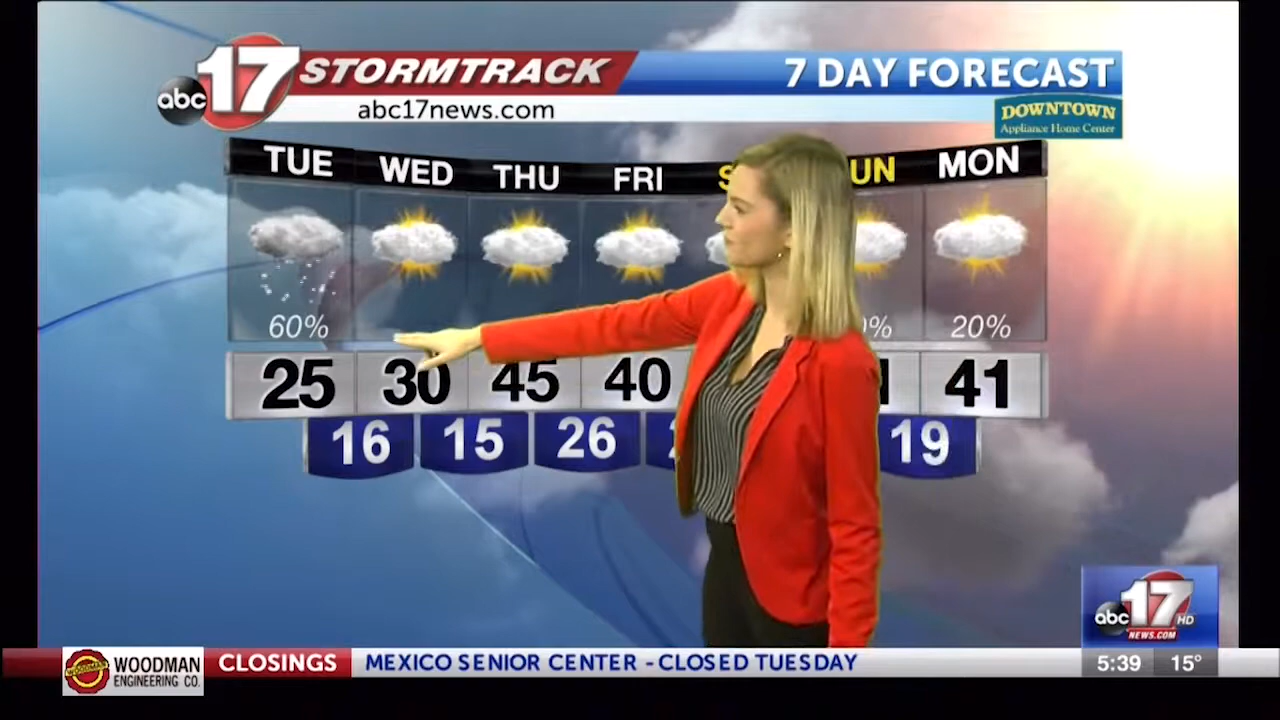 abc 17 STORMTRACK
abc17news.com
7 DAY FORECAST
DOWNTOWN
Appliance Home Center
TUE WED THU FRI MON
60% 20%
25 30 45 40 41
16 15 26 19
abc 17 HD
NEWS.COM
5:39 15°
WOODMAN
WOODMAN
ENGINEERING CO.
CLOSINGS
MEXICO SENIOR CENTER - CLOSED TUESDAY